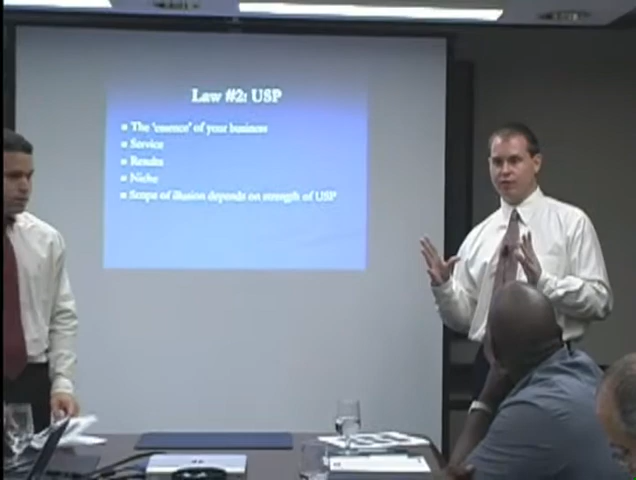 Law #2: USP
The 'essence' of your business
Service
Results
Niche
Scope of illusion depends on strength of USP